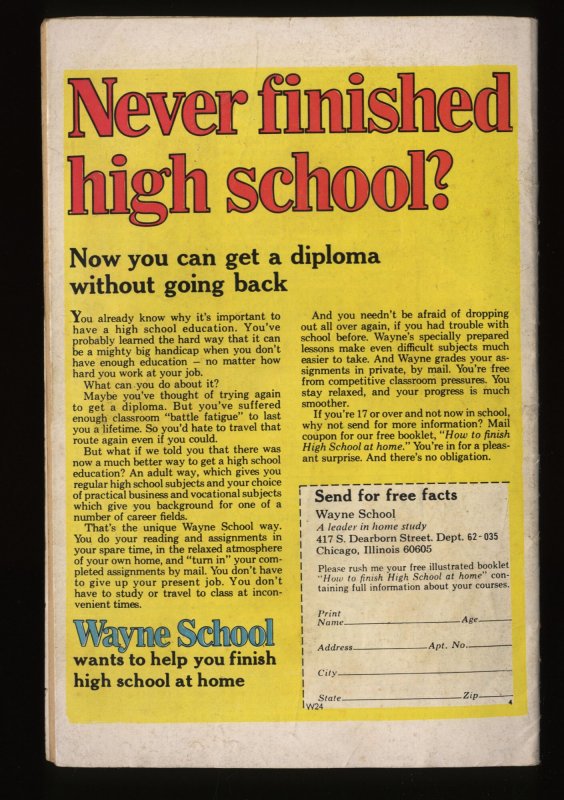 Never finished
high school?
Now you can get a diploma
without going back
You already know why it's important to
have a high school education. You've
probably learned the hard way that it can
be a mighty big handicap when you don't
have enough education — no matter how
hard you work at your job.
What can you do about it?
Maybe you've thought of trying again
to get a diploma. But you've suffered
enough classroom "battle fatigue" to last
you a lifetime. So you'd hate to travel that
route again even if you could.
But what if we told you that there was
now a much better way to get a high school
education? An adult way, which gives you
regular high school subjects and your choice
of practical business and vocational subjects
which give you background for one of a
number of career fields.
That's the unique Wayne School way.
You do your reading and assignments in
your spare time, in the relaxed atmosphere
of your own home, and "turn in" your com-
pleted assignments by mail. You don't have
to give up your present job. You don't
have to study or travel to class at incon-
venient times.
Wayne School
wants to help you finish
high school at home
And you needn't be afraid of dropping
out all over again, if you had trouble with
school before. Wayne's specially prepared
lessons make even difficult subjects much
easier to take. And Wayne grades your as-
signments in private, by mail. You're free
from competitive classroom pressures. You
stay relaxed, and your progress is much
smoother.
If you're 17 or over and not now in school,
why not send for more information? Mail
coupon for our free booklet, "How to finish
High School at home." You're in for a pleas-
ant surprise. And there's no obligation.
Send for free facts
Wayne School
A leader in home study
417 S. Dearborn Street. Dept. 62-035
Chicago, Illinois 60605
Please rush me your free illustrated booklet
"How to finish High School at home" con-
taining full information about your courses.
Print
Name Age
Address Apt. No.
City
State Zip
W24 4